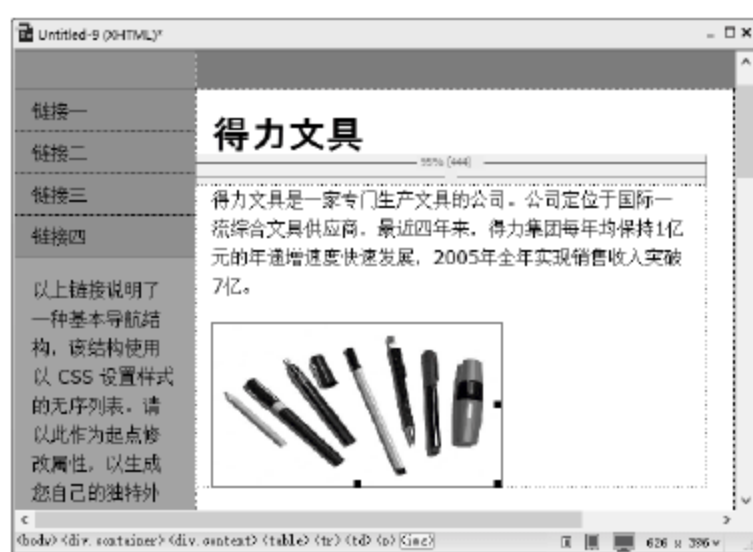 Untitled-9 (XHTML)*
链接一
链接二
链接三
链接四
以上链接说明了
一种基本导航结
构，该结构使用
以 CSS 设置样式
的无序列表。请
以此作为起点修
改属性，以生成
您自己的独特外
得力文具
95% (444)
得力文具是一家专门生产文具的公司。公司定位于国际一
流综合文具供应商。最近四年来，得力集团每年均保持1亿
元的年递增速度快速发展，2005年全年实现销售收入突破
7亿。
<body> <div.container> <div.content> <table> <tr> <td> <p> <img>
626 x 396